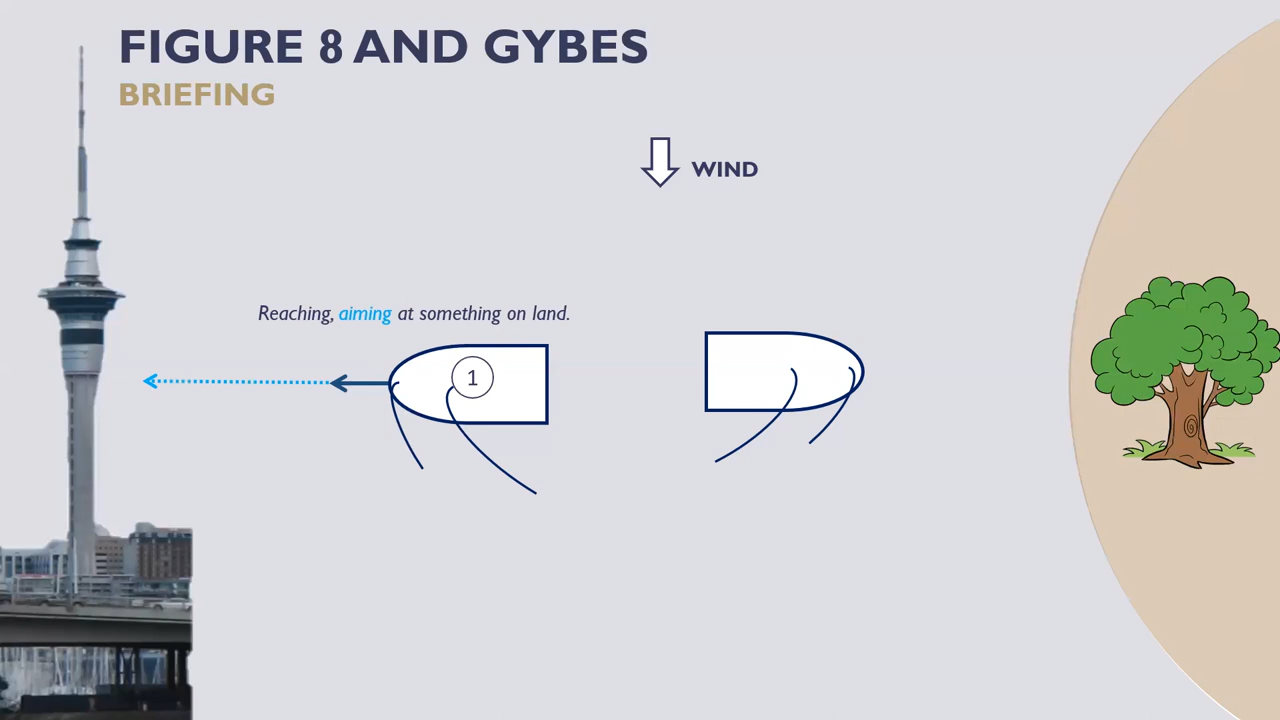 FIGURE 8 AND GYBES
BRIEFING
WIND
Reaching, aiming at something on land.
1